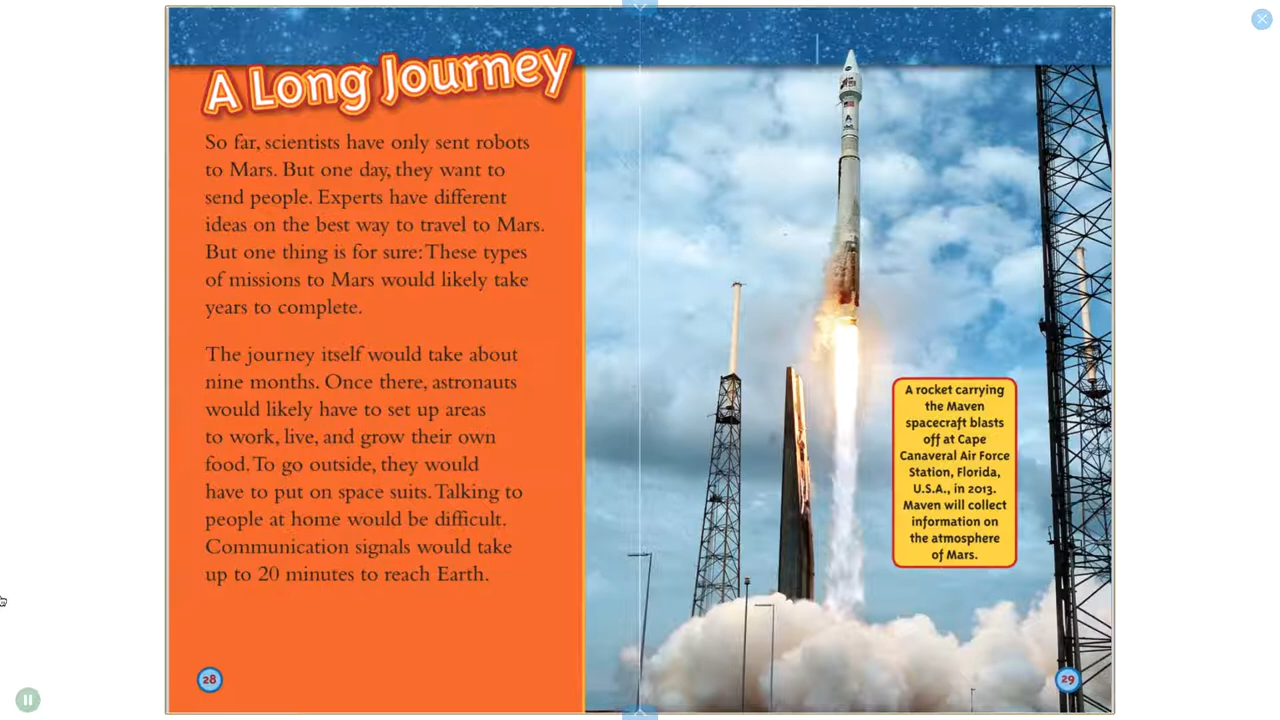 A Long Journey
So far, scientists have only sent robots
to Mars. But one day, they want to
send people. Experts have different
ideas on the best way to travel to Mars.
But one thing is for sure: These types
of missions to Mars would likely take
years to complete.
The journey itself would take about
nine months. Once there, astronauts
would likely have to set up areas
to work, live, and grow their own
food. To go outside, they would
have to put on space suits. Talking to
people at home would be difficult.
Communication signals would take
up to 20 minutes to reach Earth.
28
A rocket carrying
the Maven
spacecraft blasts
off at Cape
Canaveral Air Force
Station, Florida,
U.S.A., in 2013.
Maven will collect
information on
the atmosphere
of Mars.
29